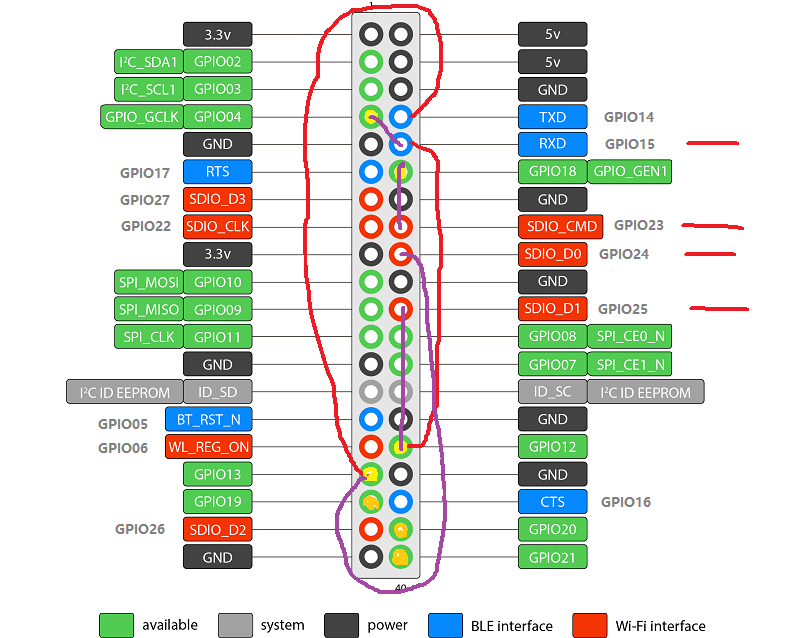 1
3.3v 5v
I²C_SDA1 GPIO02 5v
I²C_SCL1 GPIO03 GND
GPIO_GCLK GPIO04 TXD GPIO14
GND RXD GPIO15
GPIO17 RTS GPIO18 GPIO_GEN1
GPIO27 SDIO_D3 GND
GPIO22 SDIO_CLK SDIO_CMD GPIO23
3.3v SDIO_D0 GPIO24
SPI_MOSI GPIO10 GND
SPI_MISO GPIO09 SDIO_D1 GPIO25
SPI_CLK GPIO11 GPIO08 SPI_CE0_N
GND GPIO07 SPI_CE1_N
I²C ID EEPROM ID_SD ID_SC I²C ID EEPROM
GPIO05 BT_RST_N GND
GPIO06 WL_REG_ON GPIO12
GPIO13 GND
GPIO19 CTS GPIO16
GPIO26 SDIO_D2 GPIO20
GND GPIO21
40
available system power BLE interface Wi-Fi interface